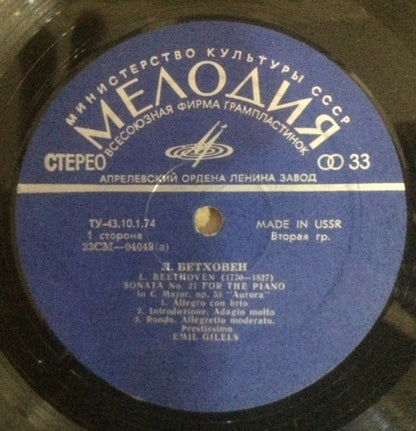 МИНИСТЕРСТВО КУЛЬТУРЫ СССР
МЕЛОДИЯ
ВСЕСОЮЗНАЯ ФИРМА ГРАМПЛАСТИНОК
СТЕРЕО 33
АПРЕЛЕВСКИЙ ОРДЕНА ЛЕНИНА ЗАВОД
ТУ-43.10.1.74 MADE IN USSR
1 сторона Вторая гр.
33СМ—04049(а)
Л. БЕТХОВЕН
L. BEETHOVEN (1770—1827)
SONATA No. 21 FOR THE PIANO
in C Major, op. 53 "Aurora"
1. Allegro con brio
2. Introduzione. Adagio molto
3. Rondo. Allegretto moderato.
Prestissimo
EMIL GILELS